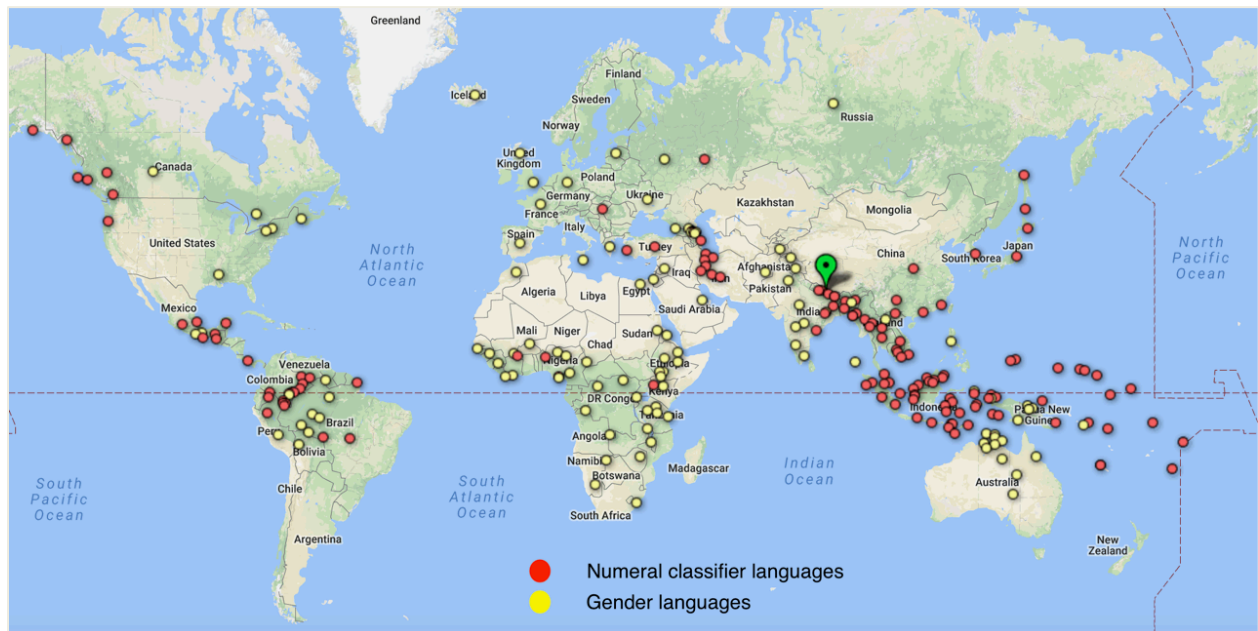 Greenland
Iceland
Finland
Sweden
Norway
Russia
Canada
United
Kingdom
Poland
Germany
Ukraine
France
Kazakhstan
Mongolia
Italy
Spain
Turkey
United States
North
Atlantic
Ocean
China
Japan
South Korea
North
Pacific
Ocean
Afghanista
Iraq
Pakistan
Algeria
Libya
Egypt
Saudi Arabia
India
Mexico
Mali
Niger
Sudan
Chad
Nigeria
Ethiopia
Venezuela
Colombia
DR Congo
Kenya
Tanzania
Indonesia
Papua New
Guinea
Brazil
Peru
Bolivia
Angola
Namibia
Botswana
Madagascar
Indian
Ocean
Australia
Chile
South
Pacific
Ocean
South
Atlantic
Ocean
South Africa
Argentina
New
Zealand
Numeral classifier languages
Gender languages